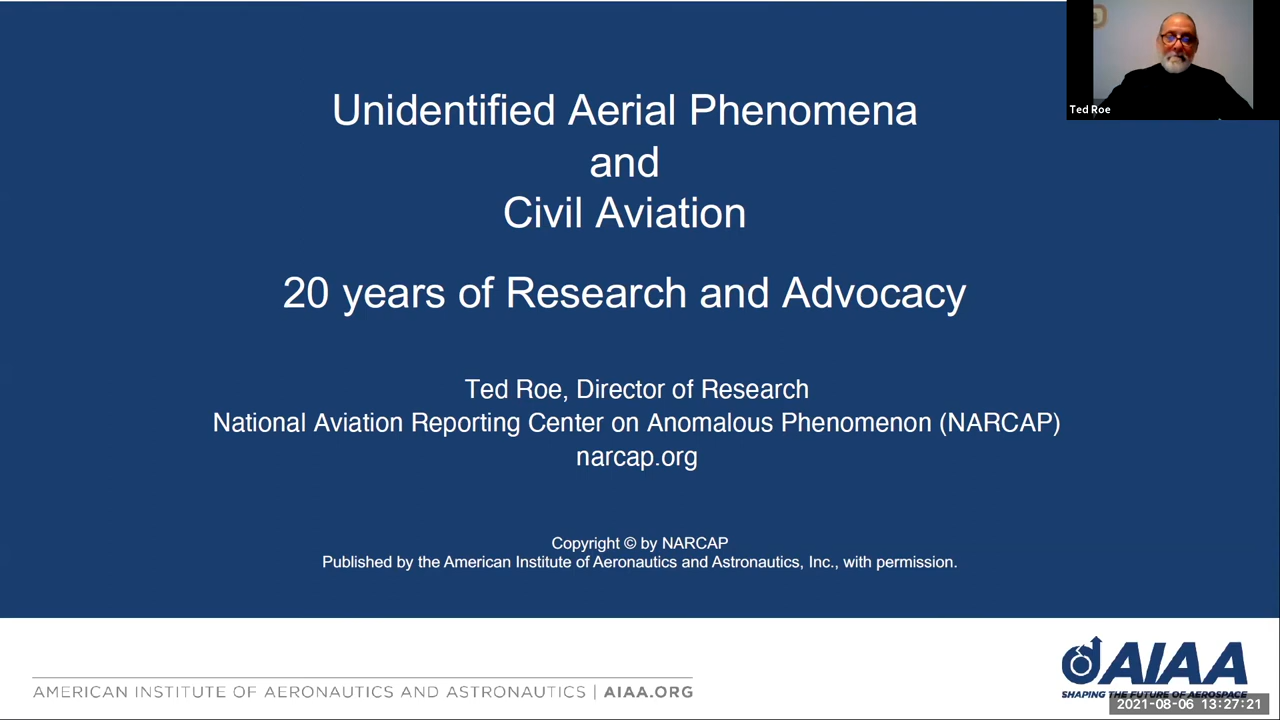 Unidentified Aerial Phenomena
and
Civil Aviation
20 years of Research and Advocacy
Ted Roe, Director of Research
National Aviation Reporting Center on Anomalous Phenomenon (NARCAP)
narcap.org
Copyright © by NARCAP
Published by the American Institute of Aeronautics and Astronautics, Inc., with permission.
Ted Roe
AMERICAN INSTITUTE OF AERONAUTICS AND ASTRONAUTICS | AIAA.ORG
AIAA
SHAPING THE FUTURE OF AEROSPACE
2021-08-06 13:27:21